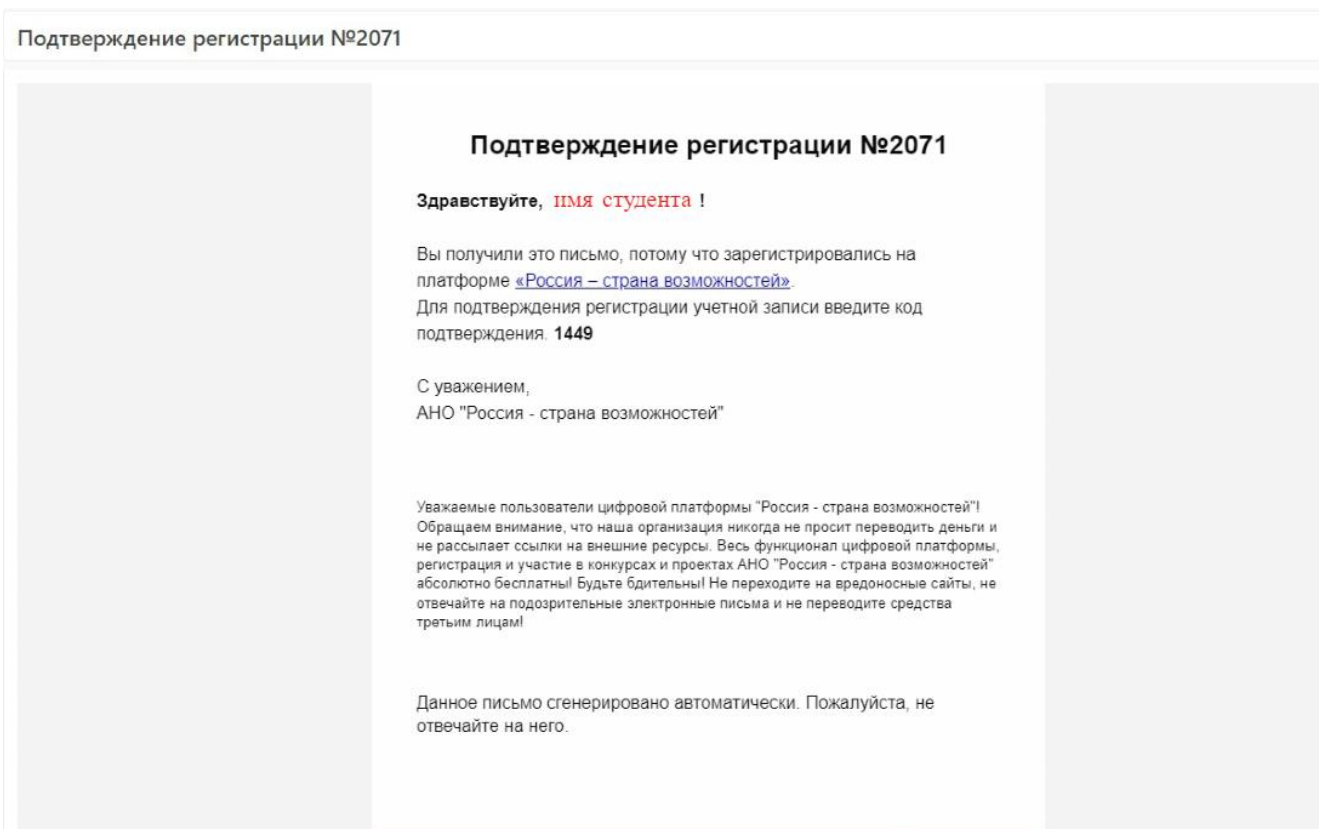 Подтверждение регистрации №2071
Подтверждение регистрации №2071
Здравствуйте, имя студента !
Вы получили это письмо, потому что зарегистрировались на
платформе «Россия – страна возможностей».
Для подтверждения регистрации учетной записи введите код
подтверждения. 1449
С уважением,
АНО "Россия - страна возможностей"
Уважаемые пользователи цифровой платформы "Россия - страна возможностей"!
Обращаем внимание, что наша организация никогда не просит переводить деньги и
не рассылает ссылки на внешние ресурсы. Весь функционал цифровой платформы,
регистрация и участие в конкурсах и проектах АНО "Россия - страна возможностей"
абсолютно бесплатны! Будьте бдительны! Не переходите на вредоносные сайты, не
отвечайте на подозрительные электронные письма и не переводите средства
третьим лицам!
Данное письмо сгенерировано автоматически. Пожалуйста, не
отвечайте на него.